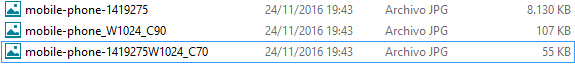 mobile-phone-1419275 24/11/2016 19:43 Archivo JPG 8.130 KB
mobile-phone_W1024_C90 24/11/2016 19:43 Archivo JPG 107 KB
mobile-phone-1419275W1024_C70 24/11/2016 19:43 Archivo JPG 55 KB